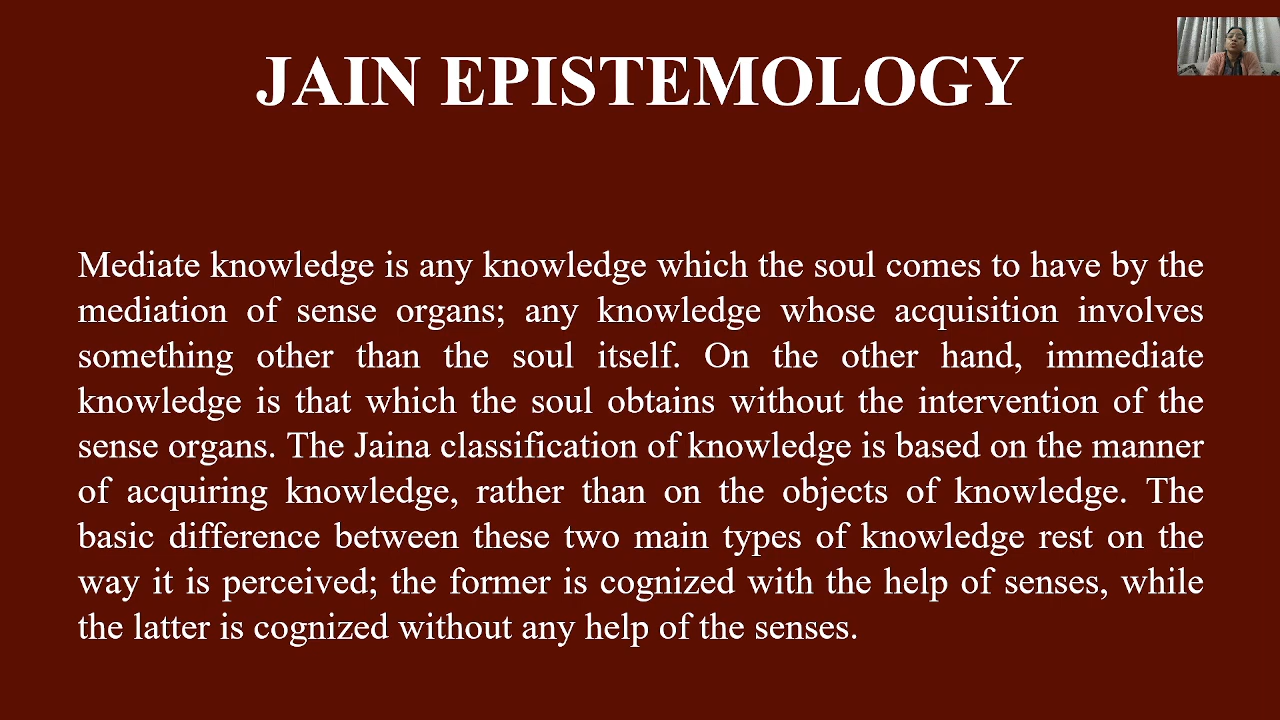 JAIN EPISTEMOLOGY
Mediate knowledge is any knowledge which the soul comes to have by the
mediation of sense organs; any knowledge whose acquisition involves
something other than the soul itself. On the other hand, immediate
knowledge is that which the soul obtains without the intervention of the
sense organs. The Jaina classification of knowledge is based on the manner
of acquiring knowledge, rather than on the objects of knowledge. The
basic difference between these two main types of knowledge rest on the
way it is perceived; the former is cognized with the help of senses, while
the latter is cognized without any help of the senses.